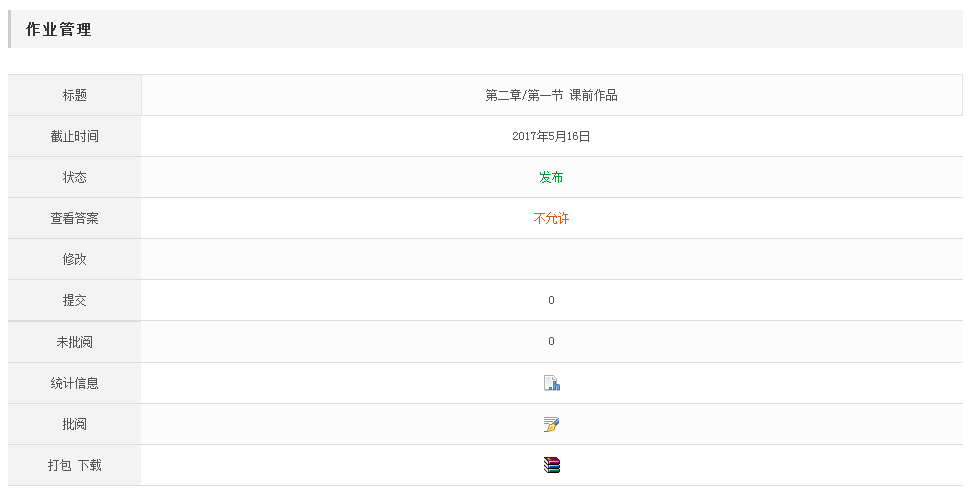 作业管理
标题 第二章/第一节 课前作品
截止时间 2017年5月16日
状态 发布
查看答案 不允许
修改
提交 0
未批阅 0
统计信息
批阅
打包 下载